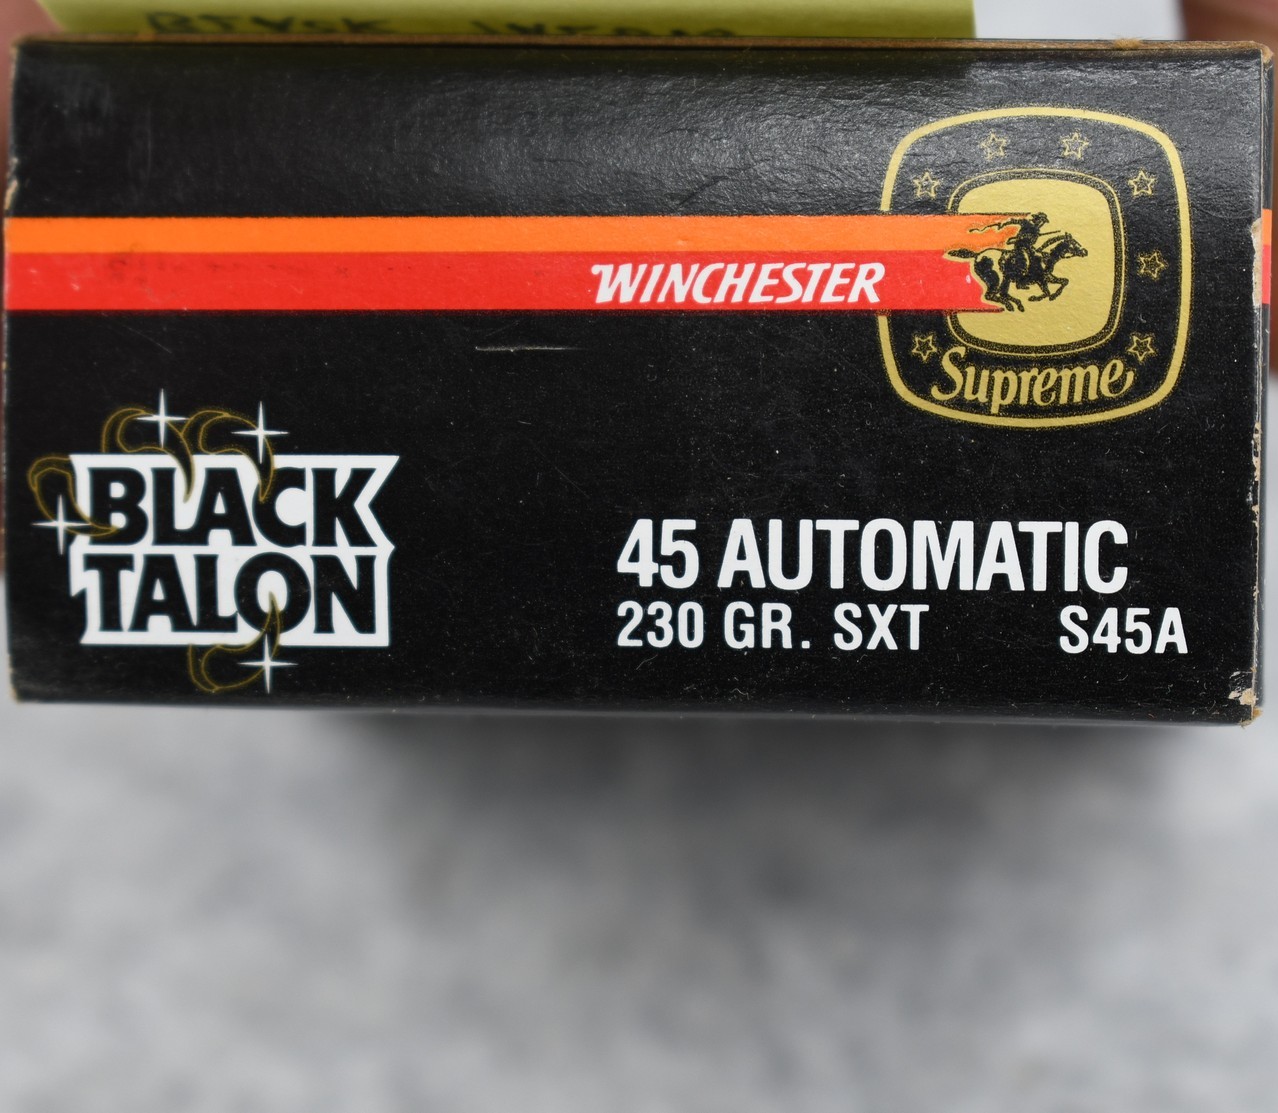 WINCHESTER
Supreme
BLACK
TALON
45 AUTOMATIC
230 GR. SXT S45A